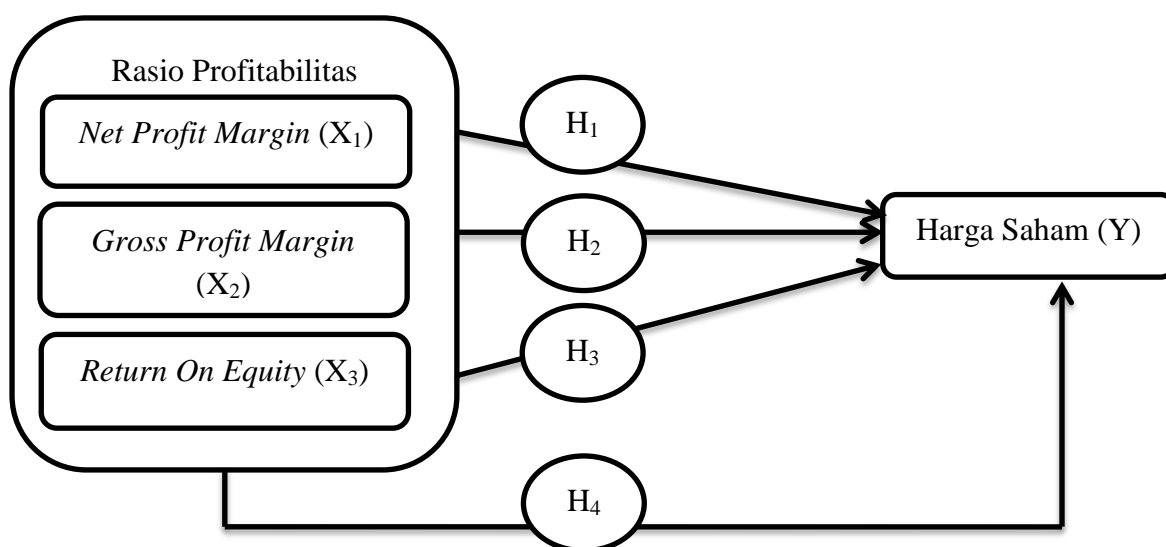 Rasio Profitabilitas
Net Profit Margin (X₁)
Gross Profit Margin
(X₂)
Return On Equity (X₃)
H₁
H₂
H₃
H₄
Harga Saham (Y)